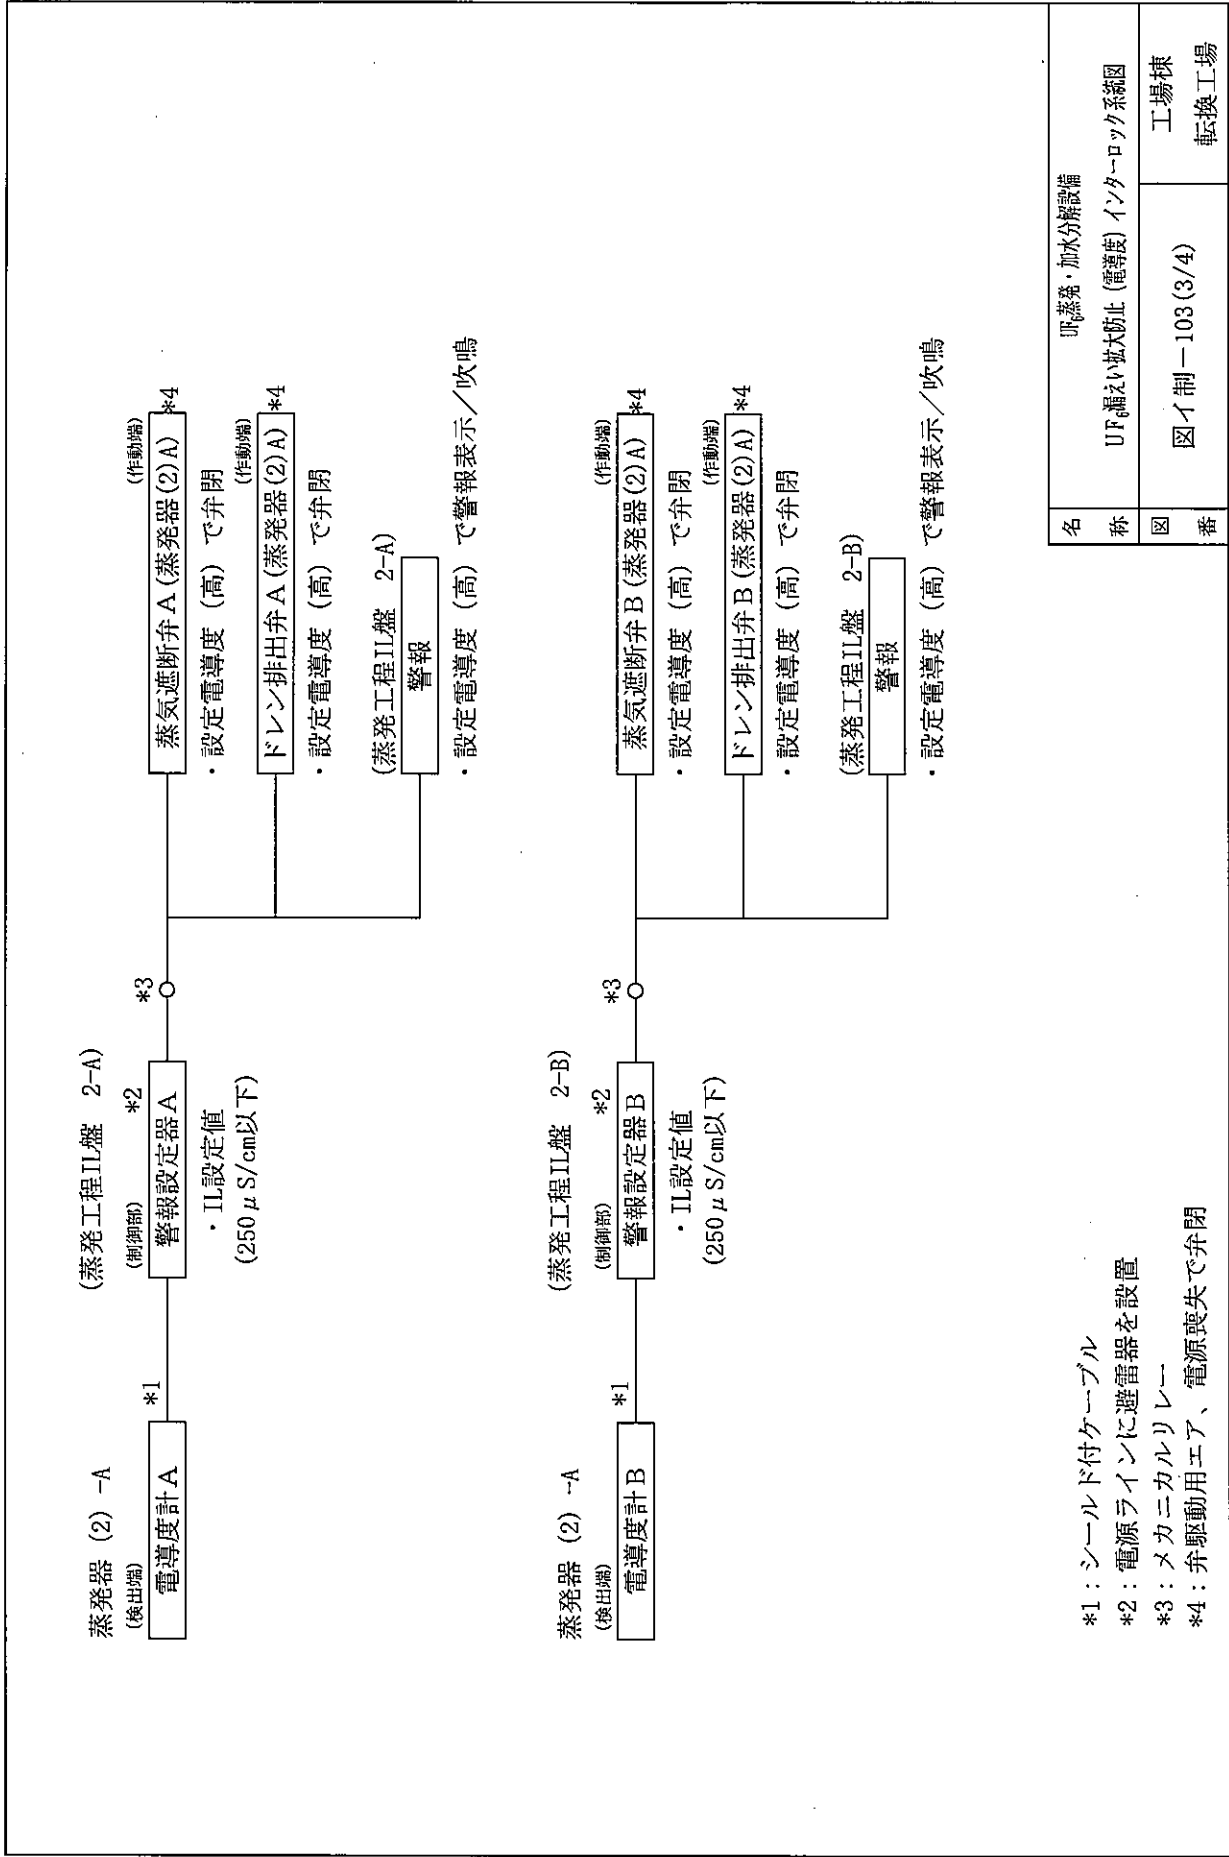 蒸発器 (2) -A
(検出端)
電導度計A
*1
(蒸発工程IL盤 2-A)
(制御部) *2
警報設定器A
・IL設定値
(250μS/cm以下)
*3
(作動端)
蒸気遮断弁A(蒸発器(2)A) *4
・設定電導度 (高) で弁閉
(作動端)
ドレン排出弁A(蒸発器(2)A) *4
・設定電導度 (高) で弁閉
(蒸発工程IL盤 2-A)
警報
・設定電導度 (高) で警報表示/吹鳴
蒸発器 (2) -A
(検出端)
電導度計B
*1
(蒸発工程IL盤 2-B)
(制御部) *2
警報設定器B
・IL設定値
(250μS/cm以下)
*3
(作動端)
蒸気遮断弁B(蒸発器(2)A) *4
・設定電導度 (高) で弁閉
(作動端)
ドレン排出弁B(蒸発器(2)A) *4
・設定電導度 (高) で弁閉
(蒸発工程IL盤 2-B)
警報
・設定電導度 (高) で警報表示/吹鳴
*1:シールド付ケーブル
*2:電源ラインに避雷器を設置
*3:メカニカルリレー
*4:弁駆動用エア、電源喪失で弁閉
名称
UF₆蒸発・加水分解設備
UF₆漏えい拡大防止 (電導度) インターロック系統図
図番
図イ制-103(3/4)
工場棟
転換工場